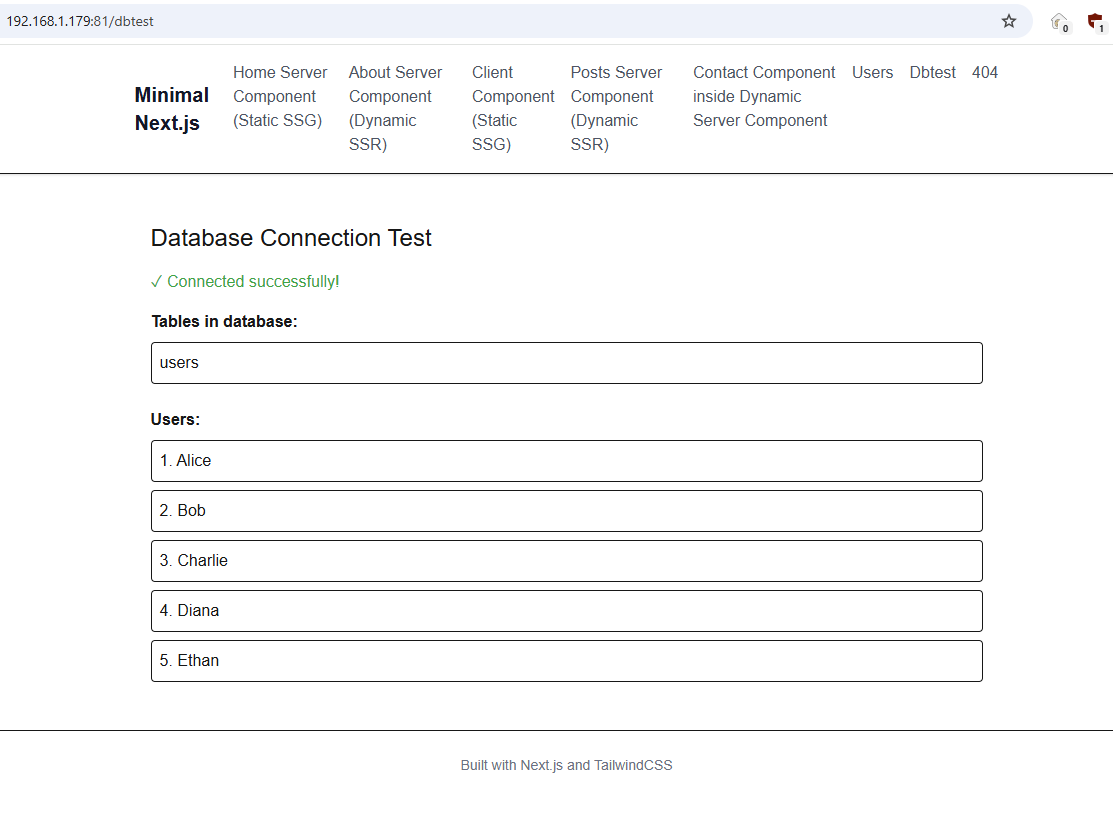 192.168.1.179:81/dbtest
0
1
Minimal
Next.js
Home Server
Component
(Static SSG)
About Server
Component
(Dynamic
SSR)
Client
Component
(Static
SSG)
Posts Server
Component
(Dynamic
SSR)
Contact Component
inside Dynamic
Server Component
Users
Dbtest
404
Database Connection Test
✓ Connected successfully!
Tables in database:
users
Users:
1. Alice
2. Bob
3. Charlie
4. Diana
5. Ethan
Built with Next.js and TailwindCSS